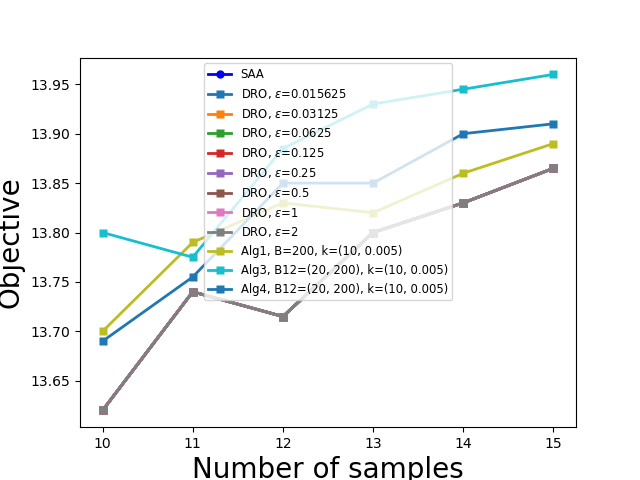 13.95
13.90
13.85
13.80
13.75
13.70
13.65
Objective
SAA
DRO, ε=0.015625
DRO, ε=0.03125
DRO, ε=0.0625
DRO, ε=0.125
DRO, ε=0.25
DRO, ε=0.5
DRO, ε=1
DRO, ε=2
Alg1, B=200, k=(10, 0.005)
Alg3, B12=(20, 200), k=(10, 0.005)
Alg4, B12=(20, 200), k=(10, 0.005)
10 11 12 13 14 15
Number of samples